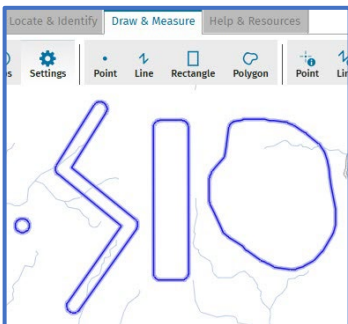 Locate & Identify Draw & Measure Help & Resources
Settings Point Line Rectangle Polygon Point